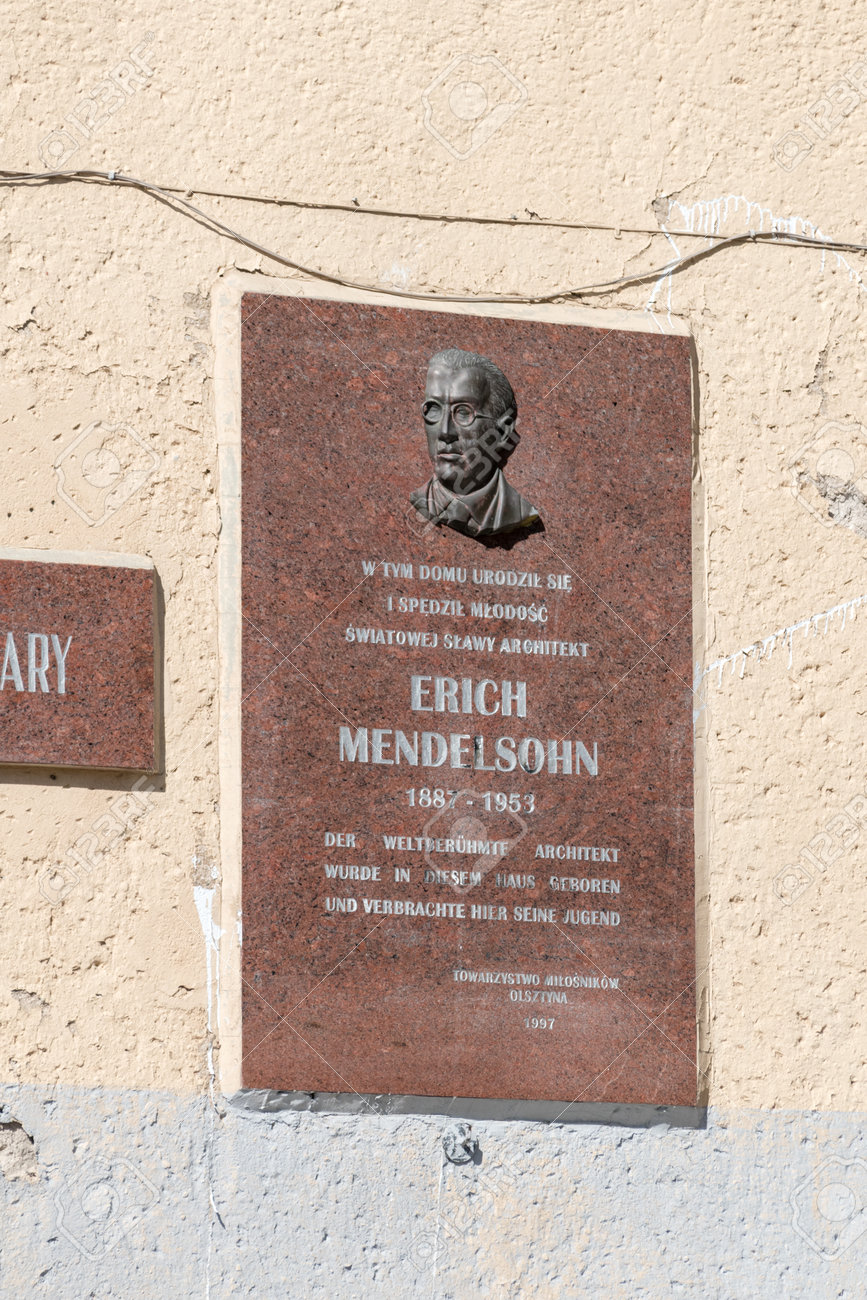 ARY
W TYM DOMU URODZIŁ SIĘ
I SPĘDZIŁ MŁODOŚĆ
ŚWIATOWEJ SŁAWY ARCHITEKT
ERICH
MENDELSOHN
1887 - 1953
DER WELTBERÜHMTE ARCHITEKT
WURDE IN DIESEM HAUS GEBOREN
UND VERBRACHTE HIER SEINE JUGEND
TOWARZYSTWO MIŁOŚNIKÓW
OLSZTYNA
1997
123RF